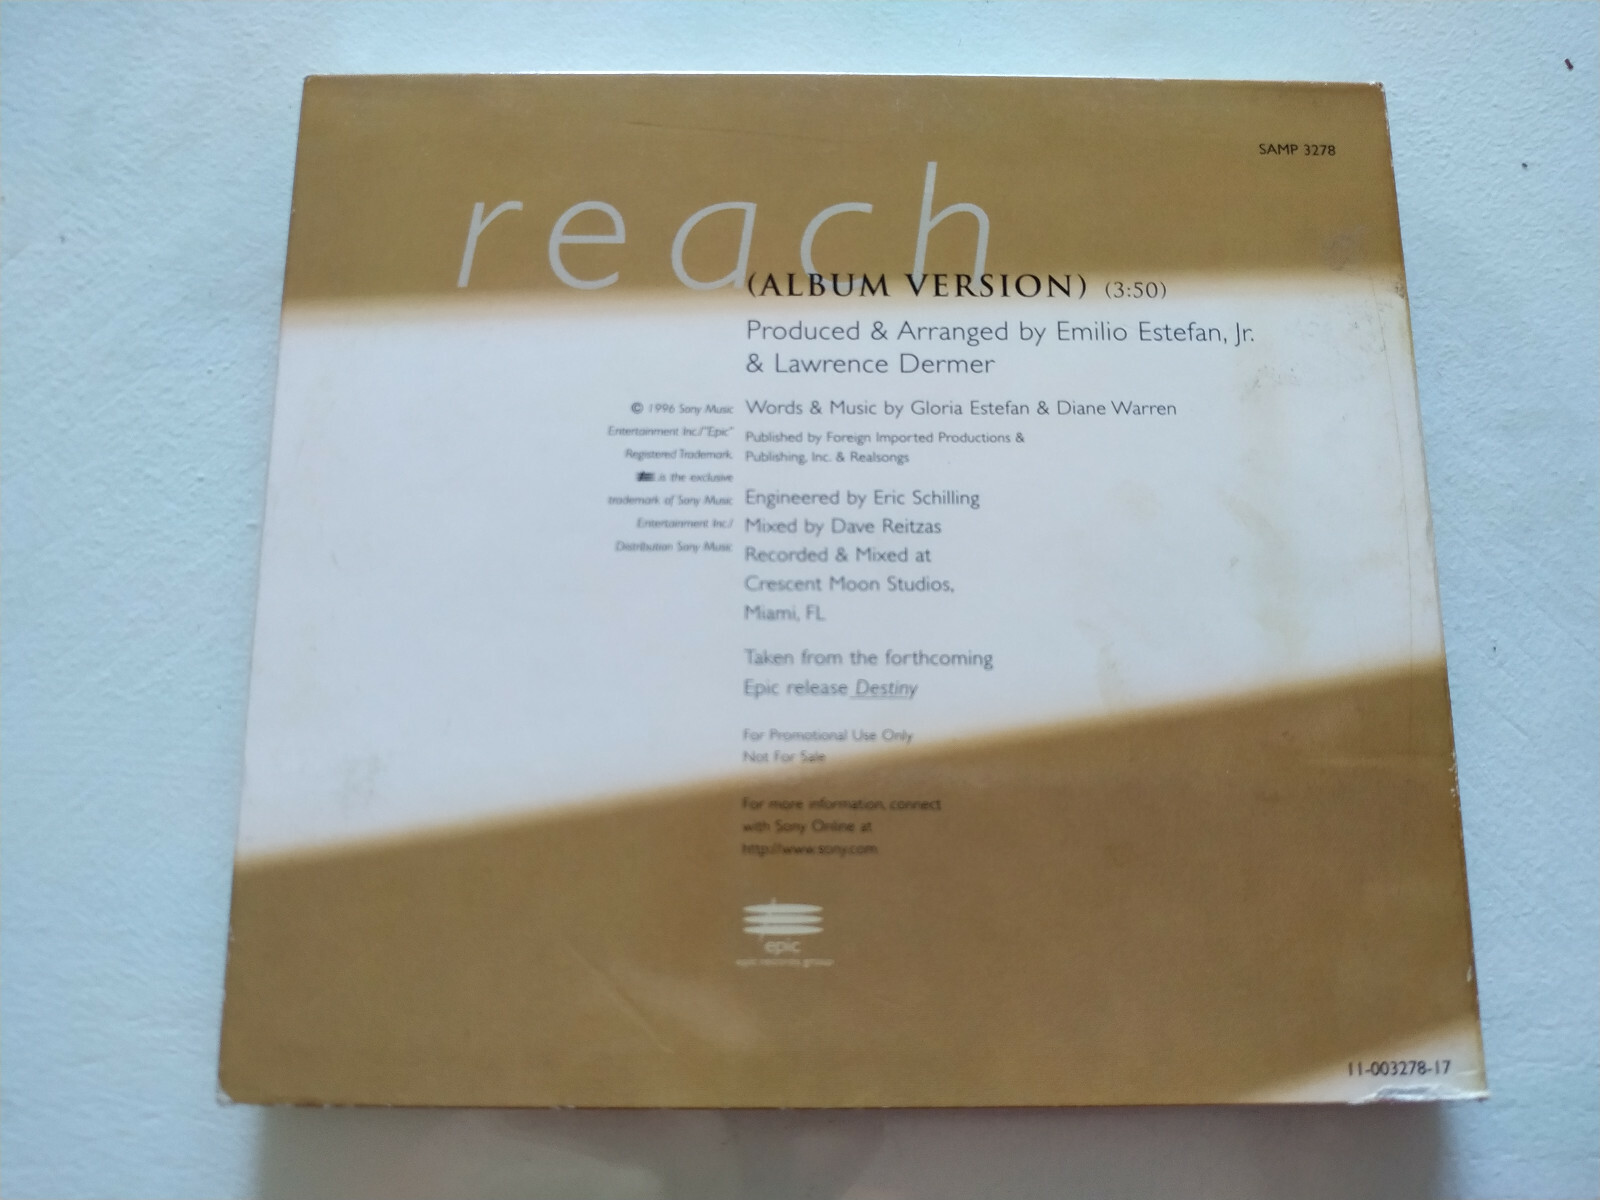 SAMP 3278
reach
(ALBUM VERSION) (3:50)
Produced & Arranged by Emilio Estefan, Jr.
& Lawrence Dermer
Words & Music by Gloria Estefan & Diane Warren
Published by Foreign Imported Productions &
Publishing, Inc. & Realsongs
Engineered by Eric Schilling
Mixed by Dave Reitzas
Recorded & Mixed at
Crescent Moon Studios,
Miami, FL
Taken from the forthcoming
Epic release Destiny
For Promotional Use Only
Not For Sale
For more information, connect
with Sony Online at
http://www.sony.com
© 1996 Sony Music
Entertainment Inc./"Epic"
Registered Trademark.
is the exclusive
trademark of Sony Music
Entertainment Inc./
Distribution Sony Music
epic
epic records group
11-003278-17